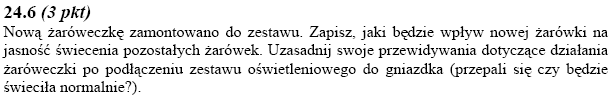 24.6 (3 pkt)
Nową żaróweczkę zamontowano do zestawu. Zapisz, jaki będzie wpływ nowej żarówki na
jasność świecenia pozostałych żarówek. Uzasadnij swoje przewidywania dotyczące działania
żaróweczki po podłączeniu zestawu oświetleniowego do gniazdka (przepali się czy będzie
świeciła normalnie?).